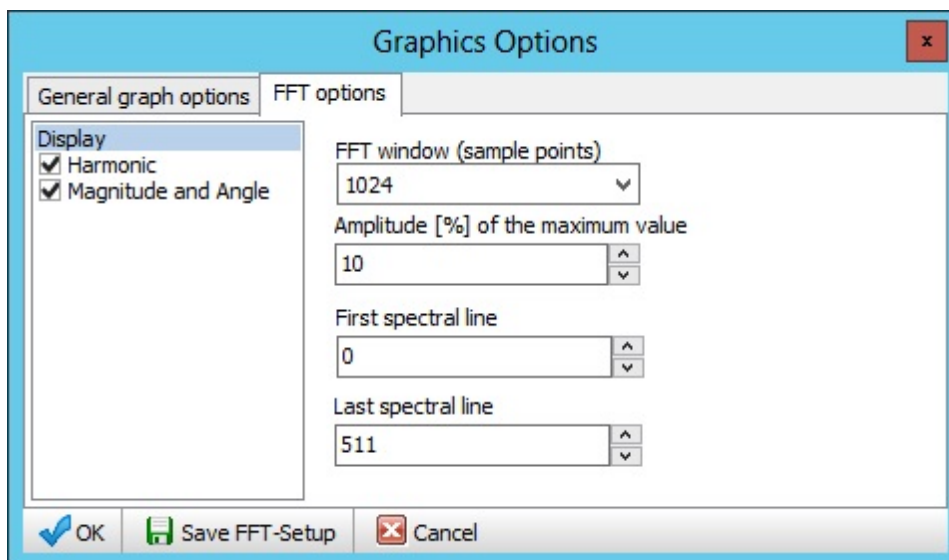 Graphics Options
x
General graph options
FFT options
Display
Harmonic
Magnitude and Angle
FFT window (sample points)
1024
Amplitude [%] of the maximum value
10
First spectral line
0
Last spectral line
511
OK
Save FFT-Setup
Cancel